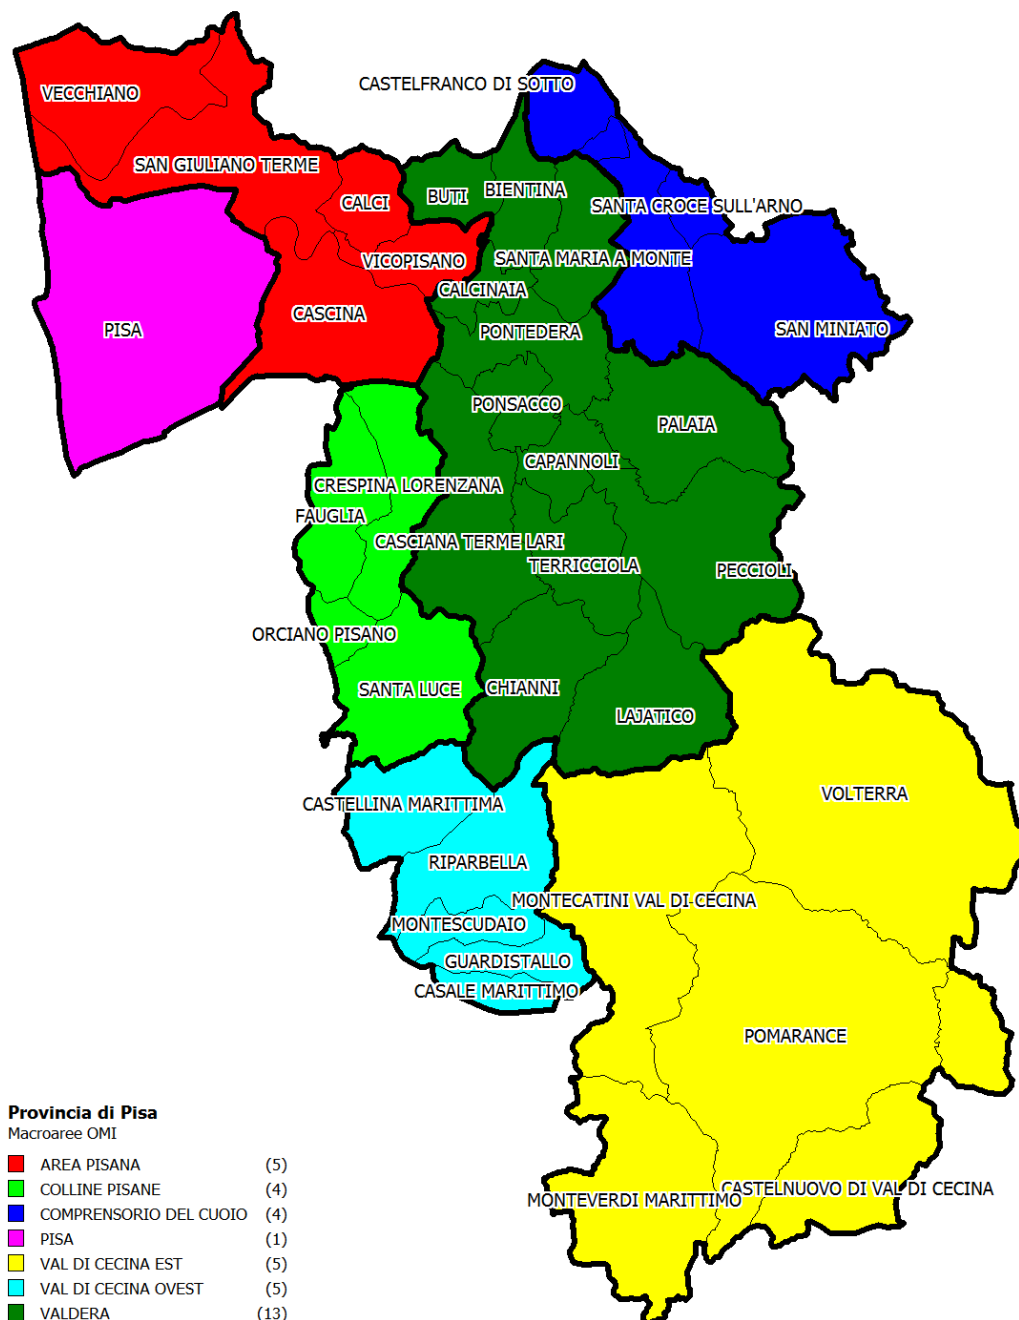 CASTELFRANCO DI SOTTO
VECCHIANO
SAN GIULIANO TERME
BUTI
BIENTINA
CALCI
SANTA CROCE SULL'ARNO
VICOPISANO
SANTA MARIA A MONTE
CALCINAIA
CASCINA
PISA
PONTEDERA
SAN MINIATO
PONSACCO
PALAIA
CAPANNOLI
CRESPINA LORENZANA
FAUGLIA
CASCIANA TERME LARI
TERRICCIOLA
PECCIOLI
ORCIANO PISANO
SANTA LUCE
CHIANNI
LAJATICO
VOLTERRA
CASTELLINA MARITTIMA
RIPARBELLA
MONTECATINI VAL DI CECINA
MONTESCUDAIO
GUARDISTALLO
CASALE MARITTIMO
POMARANCE
CASTELNUOVO DI VAL DI CECINA
MONTEVERDI MARITTIMO
Provincia di Pisa
Macroaree OMI
AREA PISANA (5)
COLLINE PISANE (4)
COMPRENSORIO DEL CUOIO (4)
PISA (1)
VAL DI CECINA EST (5)
VAL DI CECINA OVEST (5)
VALDERA (13)